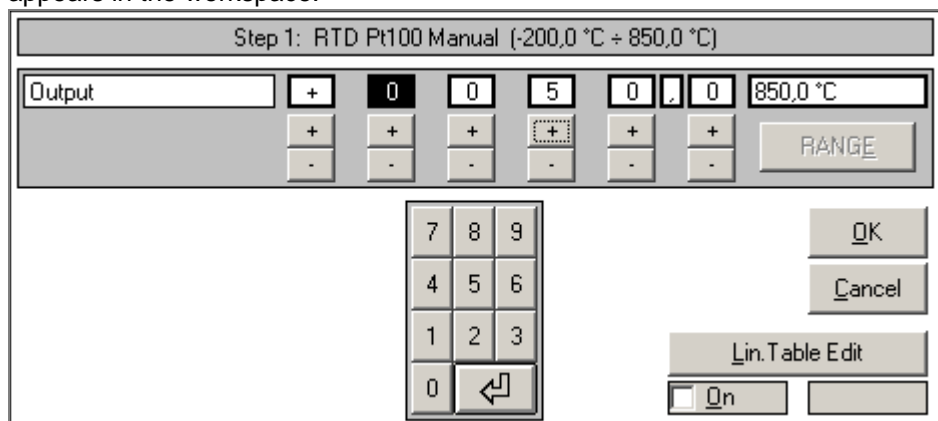 appears in the workspace.
Step 1: RTD Pt100 Manual (-200,0 °C ÷ 850,0 °C)
Output + 0 0 5 0 , 0 850,0 °C
+ + + + + +
- - - - - -
RANGE
7 8 9
4 5 6
1 2 3
0
OK
Cancel
Lin.Table Edit
On